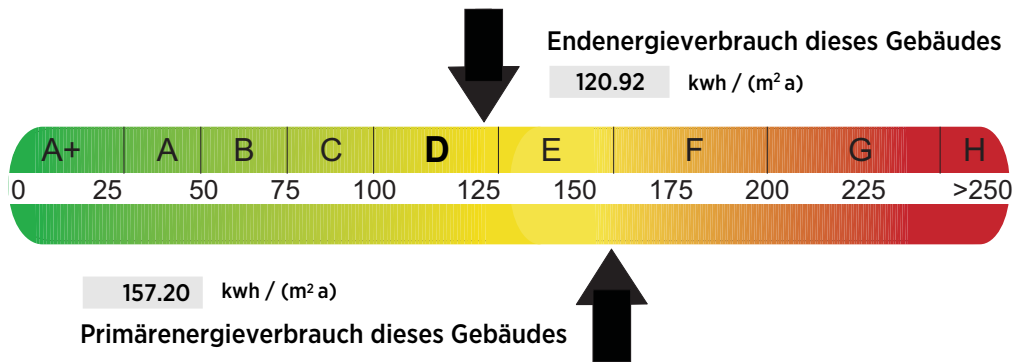 Endenergieverbrauch dieses Gebäudes
120.92 kwh / (m² a)
A+ A B C D E F G H
0 25 50 75 100 125 150 175 200 225 >250
157.20 kwh / (m² a)
Primärenergieverbrauch dieses Gebäudes